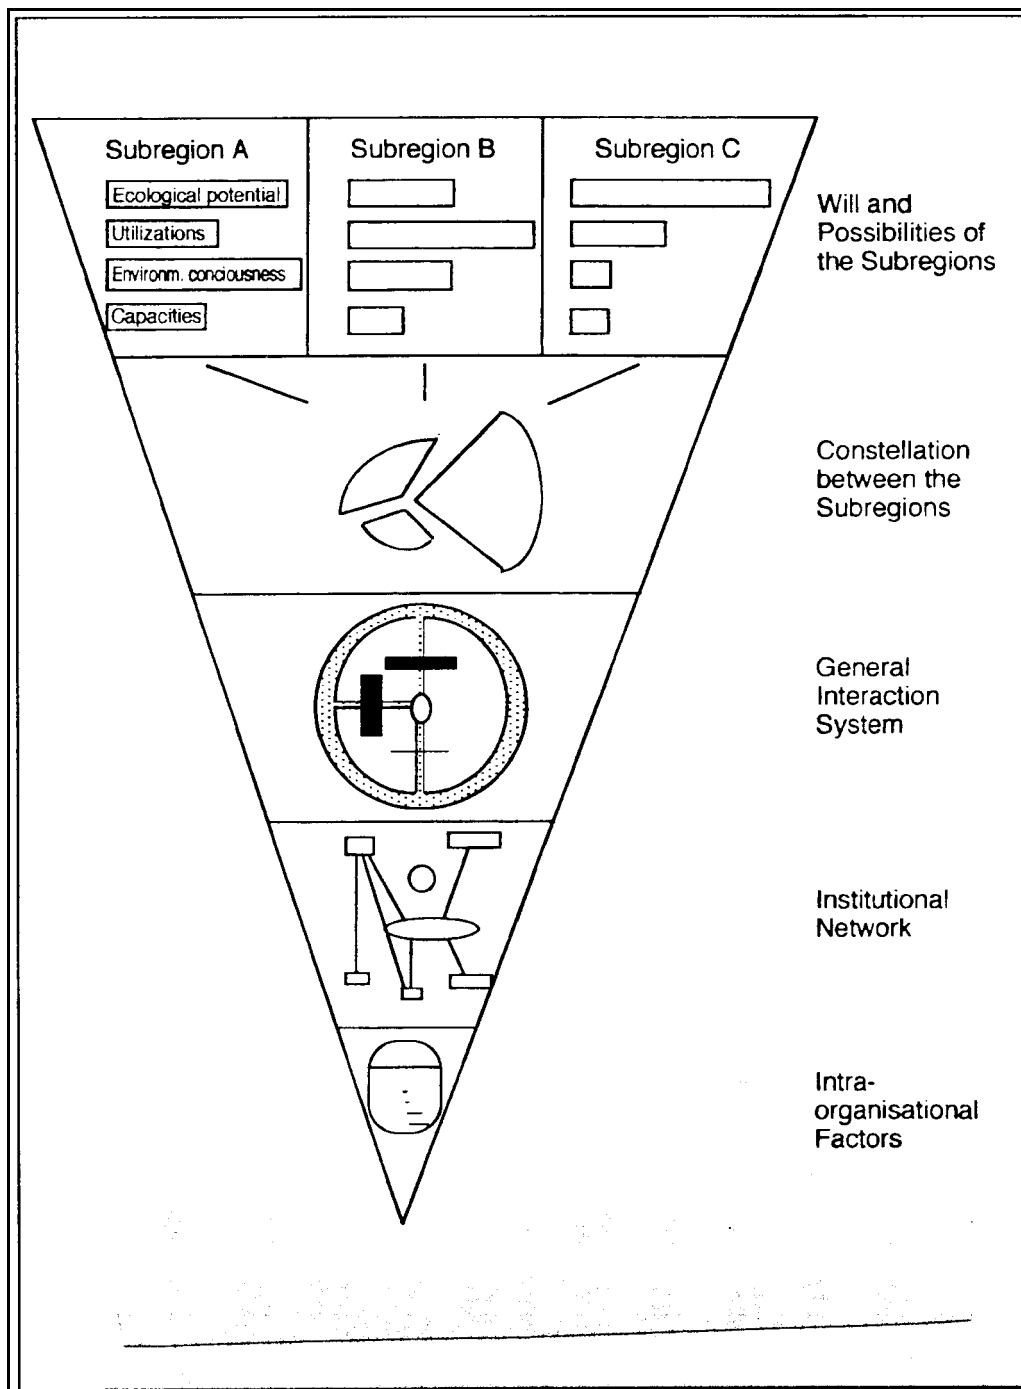 Subregion A
Subregion B
Subregion C
Ecological potential
Utilizations
Environm. conciousness
Capacities
Will and
Possibilities of
the Subregions
Constellation
between the
Subregions
General
Interaction
System
Institutional
Network
Intra-
organisational
Factors